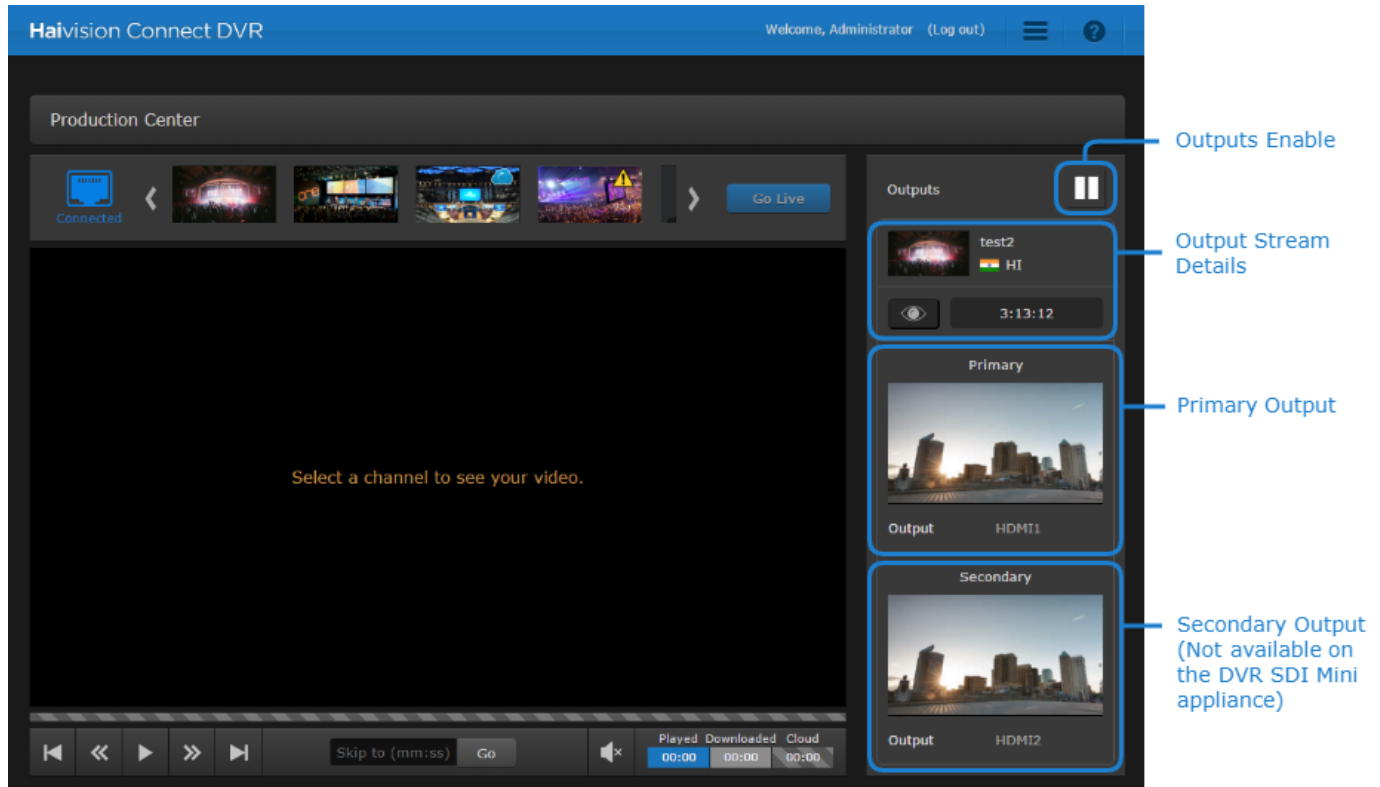 Haivision Connect DVR
Welcome, Administrator (Log out)
?
Production Center
Connected
Go Live
Select a channel to see your video.
Skip to (mm:ss)
Go
Played Downloaded Cloud
00:00 00:00 00:00
Outputs
test2
HI
3:13:12
Primary
Output HDMI1
Secondary
Output HDMI2
Outputs Enable
Output Stream
Details
Primary Output
Secondary Output
(Not available on
the DVR SDI Mini
appliance)